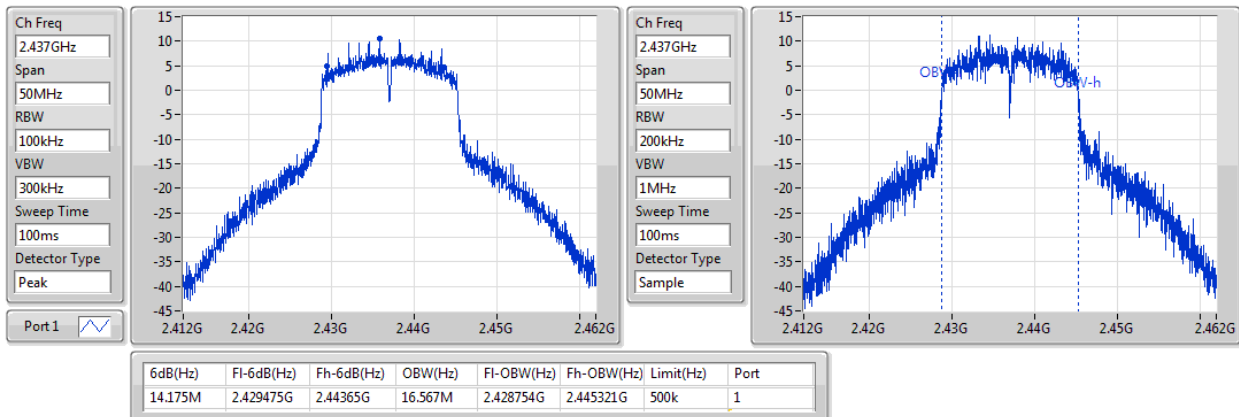 Ch Freq
2.437GHz
Span
50MHz
RBW
100kHz
VBW
300kHz
Sweep Time
100ms
Detector Type
Peak
Port 1
15
10
5
0
-5
-10
-15
-20
-25
-30
-35
-40
-45
2.412G 2.42G 2.43G 2.44G 2.45G 2.462G
Ch Freq
2.437GHz
Span
50MHz
RBW
200kHz
VBW
1MHz
Sweep Time
100ms
Detector Type
Sample
15
10
5
0
-5
-10
-15
-20
-25
-30
-35
-40
-45
OBW-h
2.412G 2.42G 2.43G 2.44G 2.45G 2.462G
6dB(Hz) Fl-6dB(Hz) Fh-6dB(Hz) OBW(Hz) Fl-OBW(Hz) Fh-OBW(Hz) Limit(Hz) Port
14.175M 2.429475G 2.44365G 16.567M 2.428754G 2.445321G 500k 1